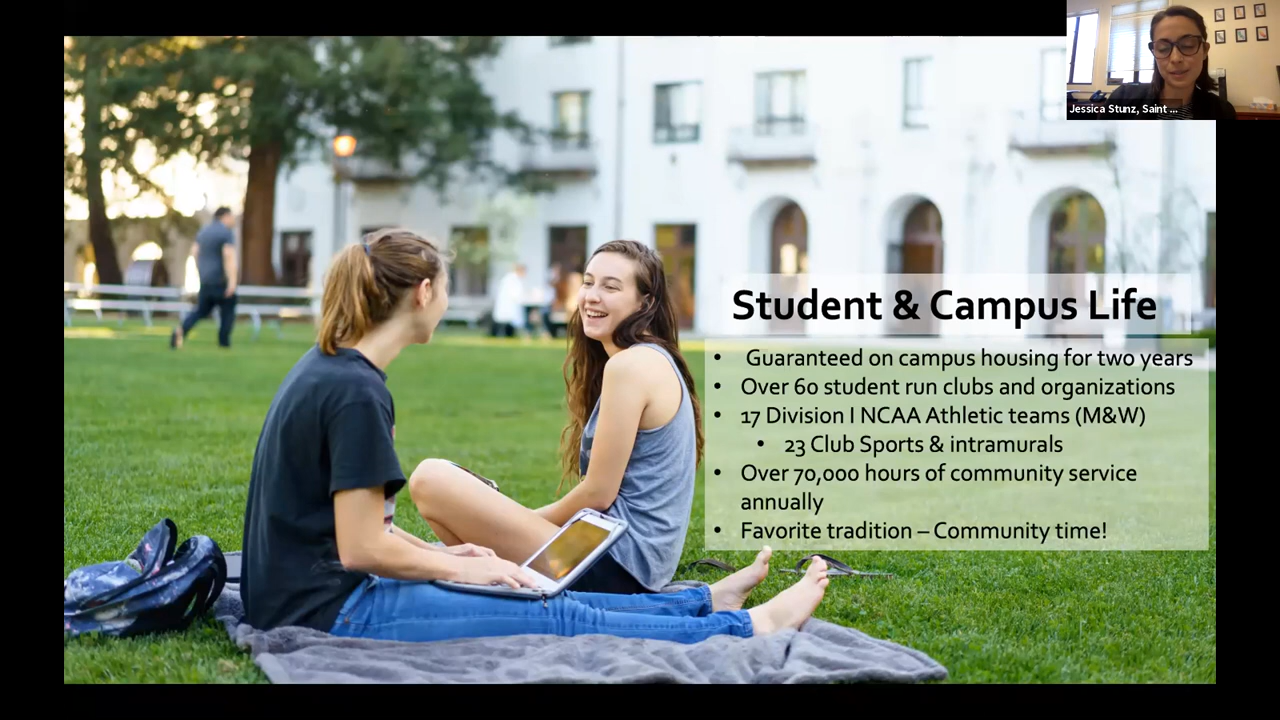 Jessica Stunz, Saint ...
Student & Campus Life
• Guaranteed on campus housing for two years
• Over 60 student run clubs and organizations
• 17 Division I NCAA Athletic teams (M&W)
• 23 Club Sports & intramurals
• Over 70,000 hours of community service
annually
• Favorite tradition – Community time!